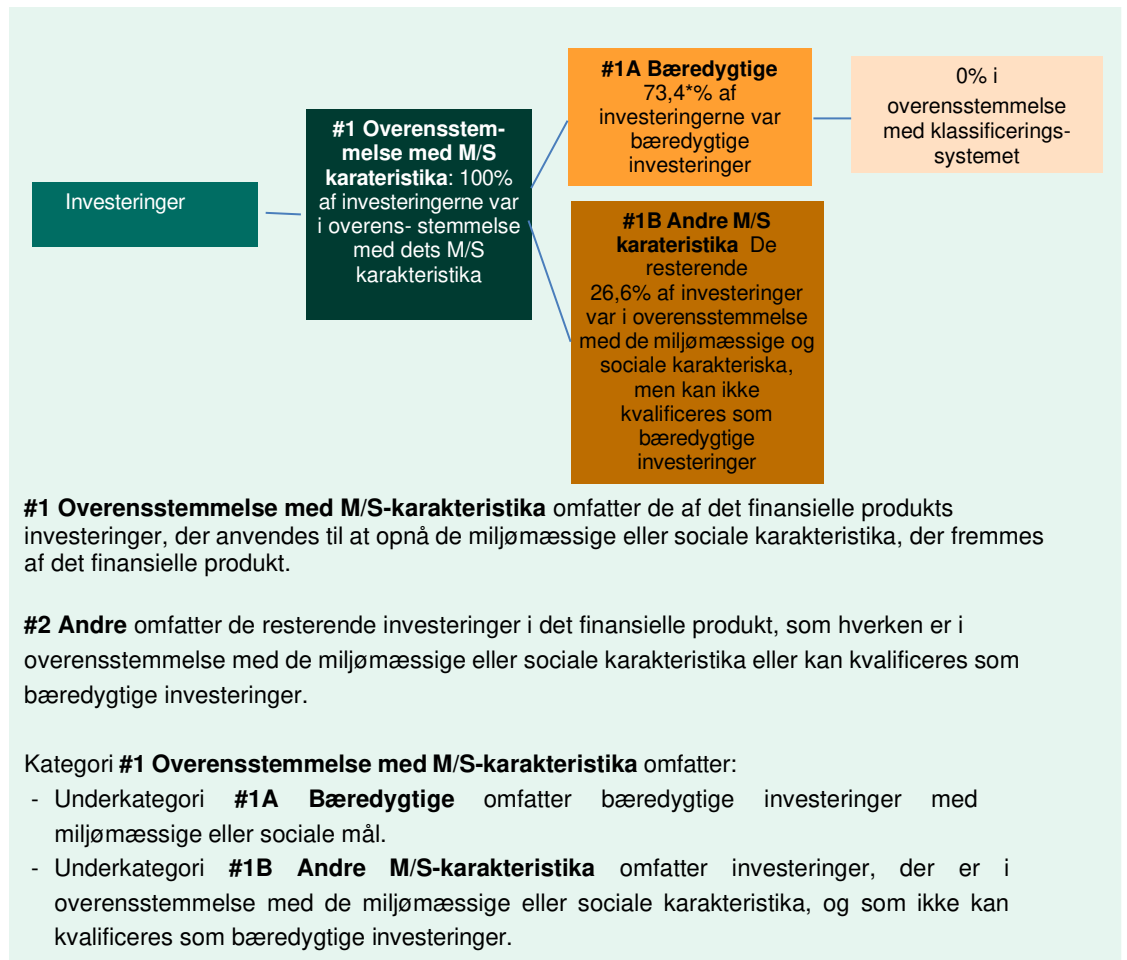 Investeringer
#1 Overensstem-
melse med M/S
karateristika: 100%
af investeringerne var
i overens- stemmelse
med dets M/S
karakteristika
#1A Bæredygtige
73,4*% af
investeringerne var
bæredygtige
investeringer
0% i
overensstemmelse
med klassificerings-
systemet
#1B Andre M/S
karateristika De
resterende
26,6% af investeringer
var i overensstemmelse
med de miljømæssige og
sociale karakteriska,
men kan ikke
kvalificeres som
bæredygtige
investeringer
#1 Overensstemmelse med M/S-karakteristika omfatter de af det finansielle produkts
investeringer, der anvendes til at opnå de miljømæssige eller sociale karakteristika, der fremmes
af det finansielle produkt.
#2 Andre omfatter de resterende investeringer i det finansielle produkt, som hverken er i
overensstemmelse med de miljømæssige eller sociale karakteristika eller kan kvalificeres som
bæredygtige investeringer.
Kategori #1 Overensstemmelse med M/S-karakteristika omfatter:
- Underkategori #1A Bæredygtige omfatter bæredygtige investeringer med
miljømæssige eller sociale mål.
- Underkategori #1B Andre M/S-karakteristika omfatter investeringer, der er i
overensstemmelse med de miljømæssige eller sociale karakteristika, og som ikke kan
kvalificeres som bæredygtige investeringer.